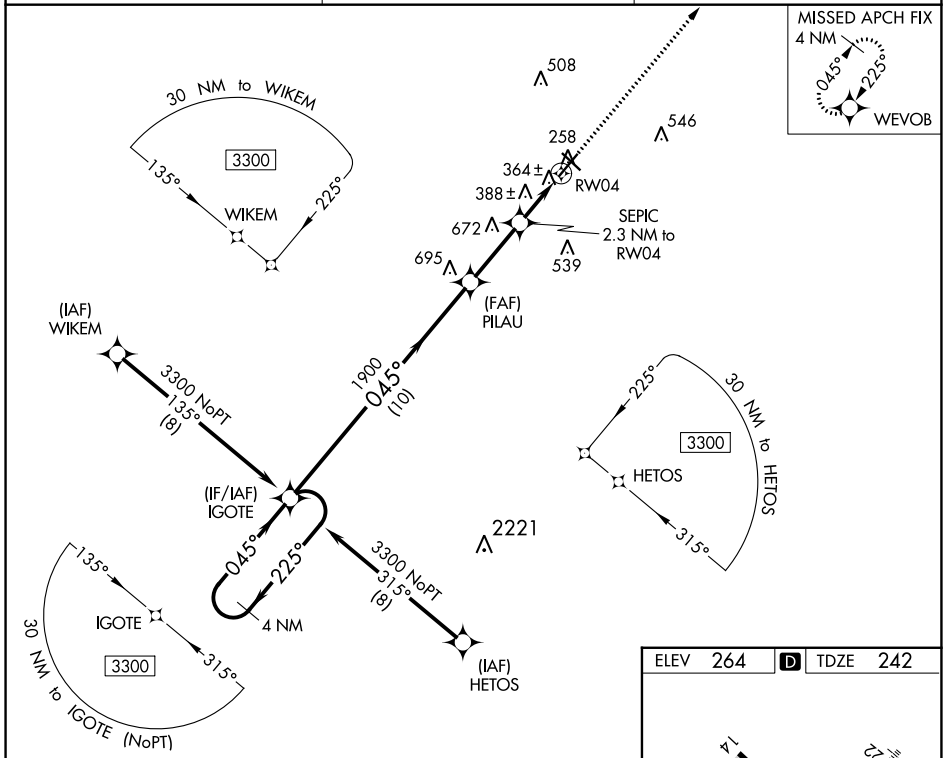 MISSED APCH FIX
4 NM
045°
225°
WEVOB
508
546
258
364±
RW04
388±
SEPIC
2.3 NM to
RW04
672
539
695
(FAF)
PILAU
30 NM to WIKEM
3300
135°
225°
WIKEM
(IAF)
WIKEM
3300 NoPT
135°
(8)
1900
045°
(10)
225°
30 NM to HETOS
3300
HETOS
315°
(IF/IAF)
IGOTE
045°
225°
4 NM
2221
3300 NoPT
315°
(8)
(IAF)
HETOS
135°
IGOTE
3300
315°
30 NM to IGOTE (NoPT)
ELEV 264 D TDZE 242
14
22